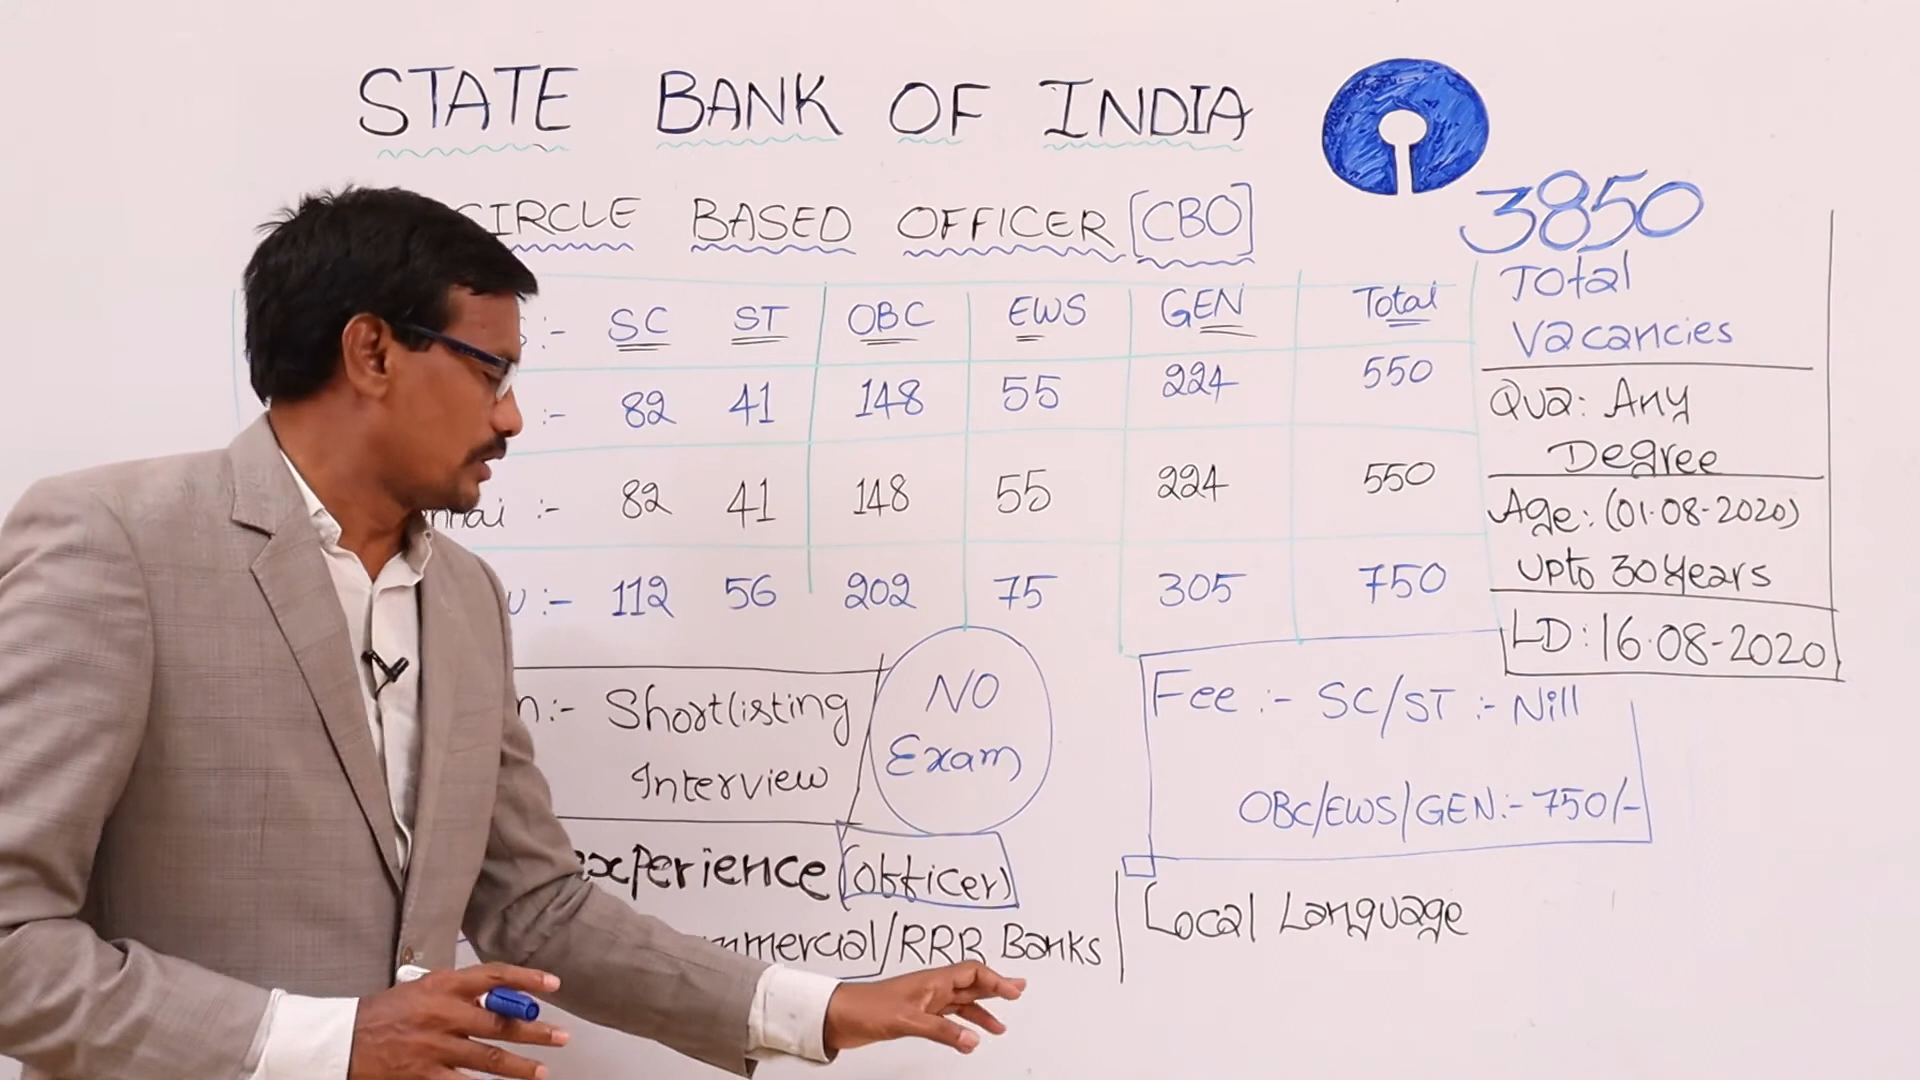 STATE BANK OF INDIA
CIRCLE BASED OFFICER [CBO]
3850
Total
Vacancies
:- SC ST OBC EWS GEN Total
:- 82 41 148 55 224 550
:- 82 41 148 55 224 550
:- 112 56 202 75 305 750
Qua: Any
Degree
Age: (01.08-2020)
upto 30 Years
LD: 16.08-2020
:- Shortlisting
Interview
NO
Exam
Fee :- SC/ST :- Nill
OBC/EWS/GEN:- 750/-
experience (officer)
/RRB Banks
Local Language